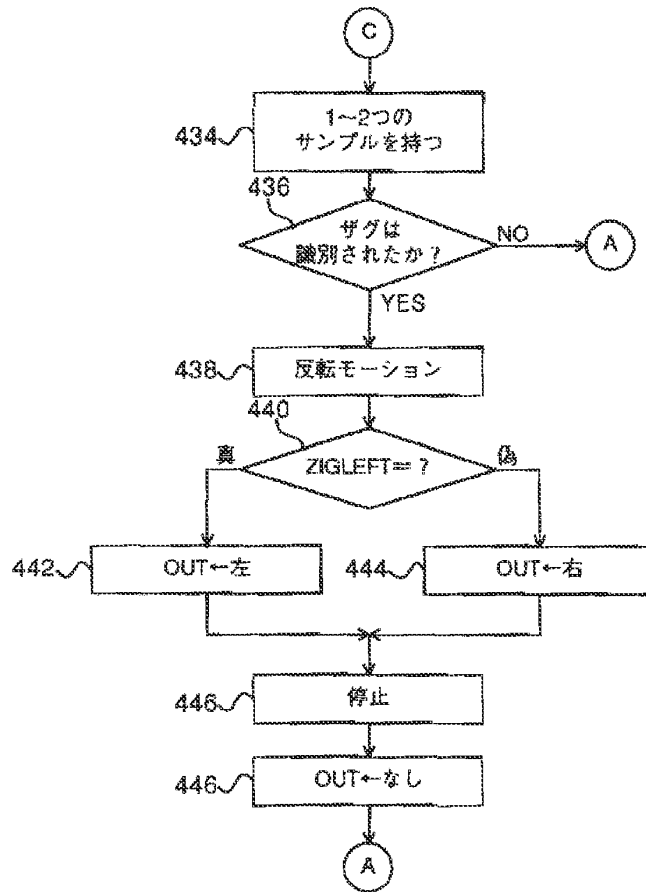 C
1~2つの
サンプルを持つ
434
436
ザグは
識別されたか?
NO
A
YES
438
反転モーション
440
真
ZIGLEFT=?
偽
442
OUT←左
444
OUT←右
446
停止
446
OUT←なし
A